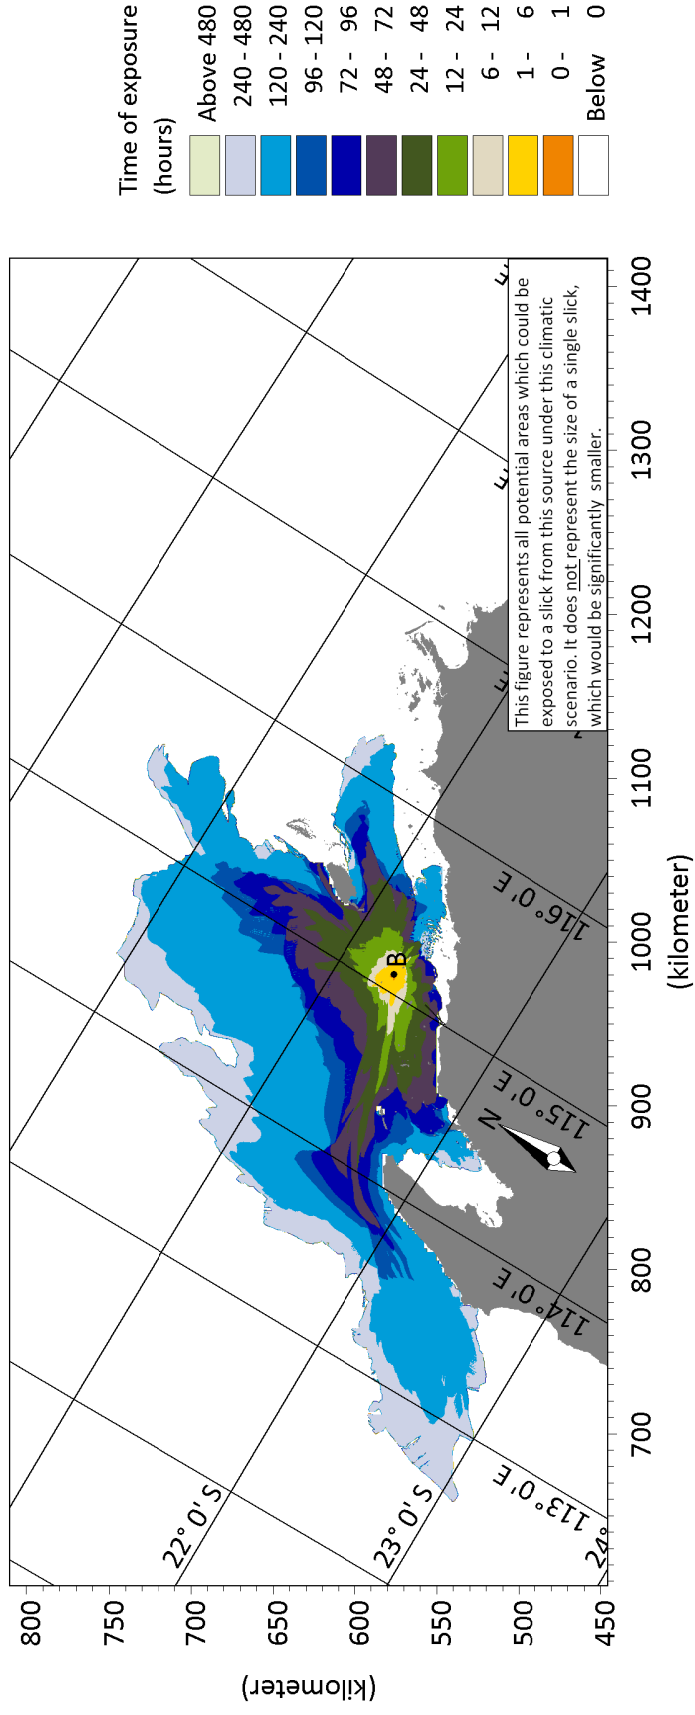 Time of exposure
(hours)
Above 480
240 - 480
120 - 240
96 - 120
72 - 96
48 - 72
24 - 48
12 - 24
6 - 12
1 - 6
0 - 1
Below 0
800
750
700
650
600
550
500
450
(kilometer)
22° 0' S
23° 0' S
24°
113° 0' E
114° 0' E
115° 0' E
116° 0' E
N
B
This figure represents all potential areas which could be
exposed to a slick from this source under this climatic
scenario. It does not represent the size of a single slick,
which would be significantly smaller.
700
800
900
1000
1100
1200
1300
1400
(kilometer)